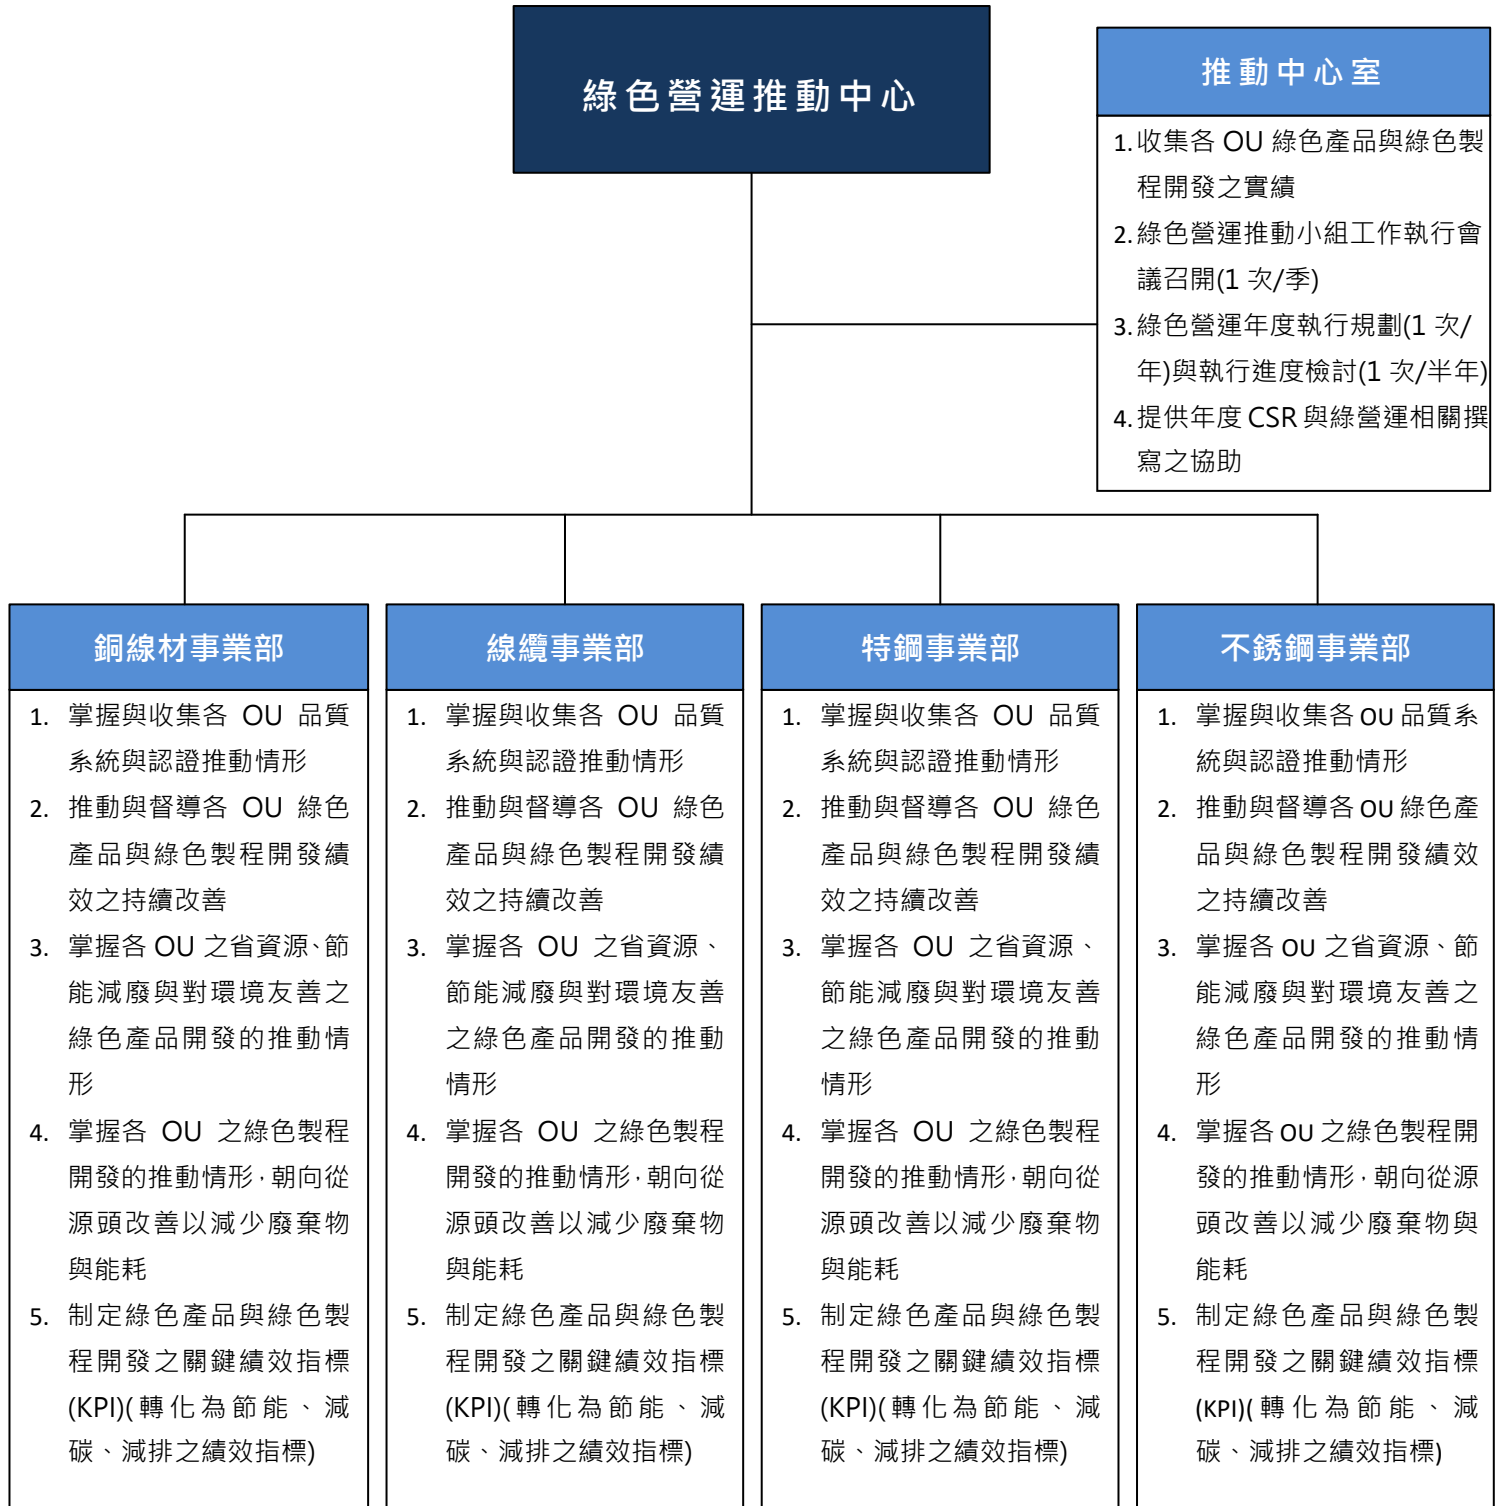 綠色營運推動中心
推動中心室
1.收集各 OU 綠色產品與綠色製
程開發之實績
2.綠色營運推動小組工作執行會
議召開(1 次/季)
3.綠色營運年度執行規劃(1 次/
年)與執行進度檢討(1 次/半年)
4.提供年度 CSR 與綠營運相關撰
寫之協助
銅線材事業部
1. 掌握與收集各 OU 品質
系統與認證推動情形
2. 推動與督導各 OU 綠色
產品與綠色製程開發績
效之持續改善
3. 掌握各 OU 之省資源、節
能減廢與對環境友善之
綠色產品開發的推動情
形
4. 掌握各 OU 之綠色製程
開發的推動情形，朝向從
源頭改善以減少廢棄物
與能耗
5. 制定綠色產品與綠色製
程開發之關鍵績效指標
(KPI)(轉化為節能、減
碳、減排之績效指標)
線纜事業部
1. 掌握與收集各 OU 品質
系統與認證推動情形
2. 推動與督導各 OU 綠色
產品與綠色製程開發績
效之持續改善
3. 掌握各 OU 之省資源、
節能減廢與對環境友善
之綠色產品開發的推動
情形
4. 掌握各 OU 之綠色製程
開發的推動情形，朝向從
源頭改善以減少廢棄物
與能耗
5. 制定綠色產品與綠色製
程開發之關鍵績效指標
(KPI)(轉化為節能、減
碳、減排之績效指標)
特鋼事業部
1. 掌握與收集各 OU 品質
系統與認證推動情形
2. 推動與督導各 OU 綠色
產品與綠色製程開發績
效之持續改善
3. 掌握各 OU 之省資源、
節能減廢與對環境友善
之綠色產品開發的推動
情形
4. 掌握各 OU 之綠色製程
開發的推動情形，朝向從
源頭改善以減少廢棄物
與能耗
5. 制定綠色產品與綠色製
程開發之關鍵績效指標
(KPI)(轉化為節能、減
碳、減排之績效指標)
不銹鋼事業部
1. 掌握與收集各 OU 品質系
統與認證推動情形
2. 推動與督導各 OU 綠色產
品與綠色製程開發績效
之持續改善
3. 掌握各 OU 之省資源、節
能減廢與對環境友善之
綠色產品開發的推動情
形
4. 掌握各 OU 之綠色製程開
發的推動情形，朝向從源
頭改善以減少廢棄物與
能耗
5. 制定綠色產品與綠色製
程開發之關鍵績效指標
(KPI)(轉化為節能、減
碳、減排之績效指標)